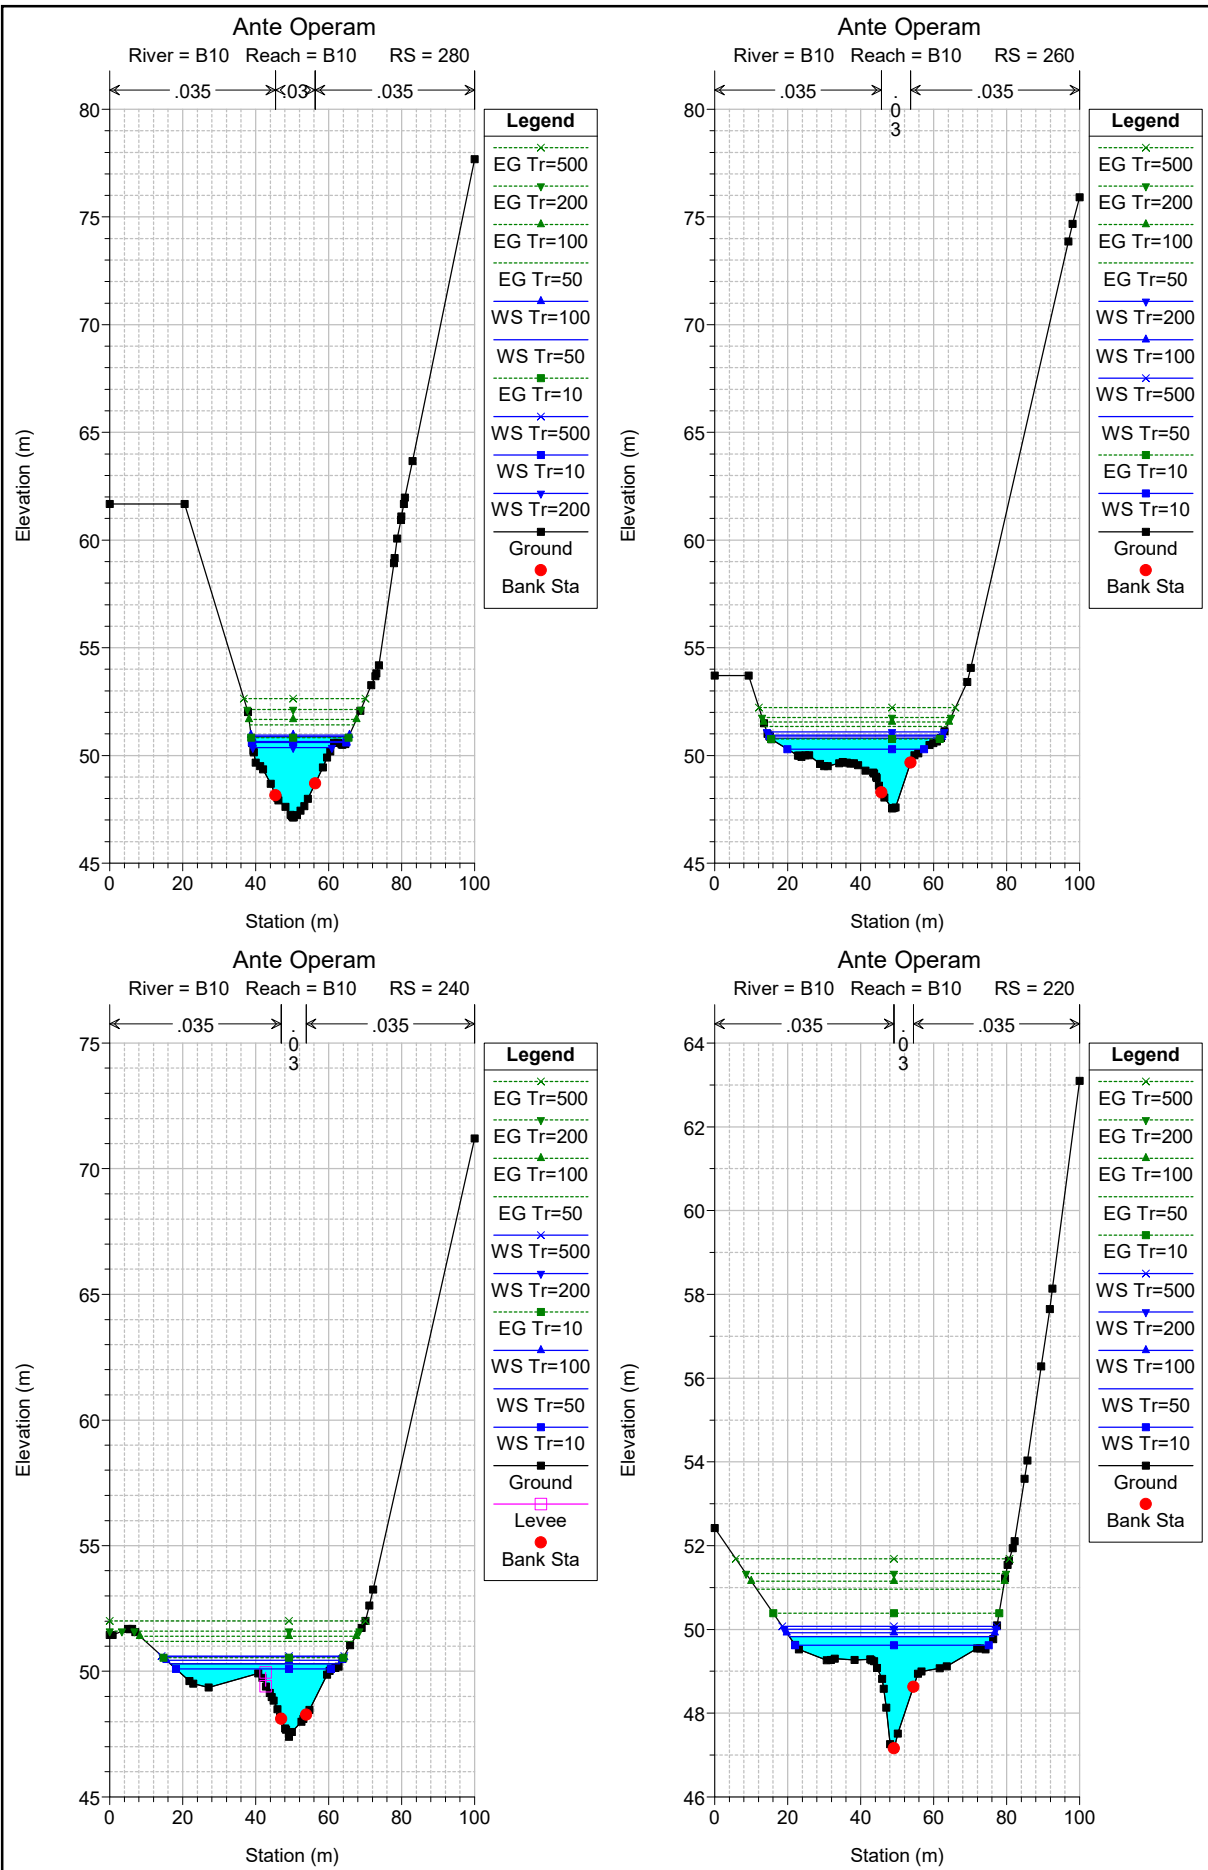 Ante Operam
River = B10 Reach = B10 RS = 280
.035 .03 .035
Legend
EG Tr=500
EG Tr=200
EG Tr=100
EG Tr=50
WS Tr=100
WS Tr=50
EG Tr=10
WS Tr=500
WS Tr=10
WS Tr=200
Ground
Bank Sta
80
75
70
65
60
55
50
45
0 20 40 60 80 100
Elevation (m)
Station (m)
Ante Operam
River = B10 Reach = B10 RS = 260
.035 .03 .035
Legend
EG Tr=500
EG Tr=200
EG Tr=100
EG Tr=50
WS Tr=200
WS Tr=100
WS Tr=500
WS Tr=50
EG Tr=10
WS Tr=10
Ground
Bank Sta
80
75
70
65
60
55
50
45
0 20 40 60 80 100
Elevation (m)
Station (m)
Ante Operam
River = B10 Reach = B10 RS = 240
.035 .03 .035
Legend
EG Tr=500
EG Tr=200
EG Tr=100
EG Tr=50
WS Tr=500
WS Tr=200
EG Tr=10
WS Tr=100
WS Tr=50
WS Tr=10
Ground
Levee
Bank Sta
75
70
65
60
55
50
45
0 20 40 60 80 100
Elevation (m)
Station (m)
Ante Operam
River = B10 Reach = B10 RS = 220
.035 .03 .035
Legend
EG Tr=500
EG Tr=200
EG Tr=100
EG Tr=50
EG Tr=10
WS Tr=500
WS Tr=200
WS Tr=100
WS Tr=50
WS Tr=10
Ground
Bank Sta
64
62
60
58
56
54
52
50
48
46
0 20 40 60 80 100
Elevation (m)
Station (m)